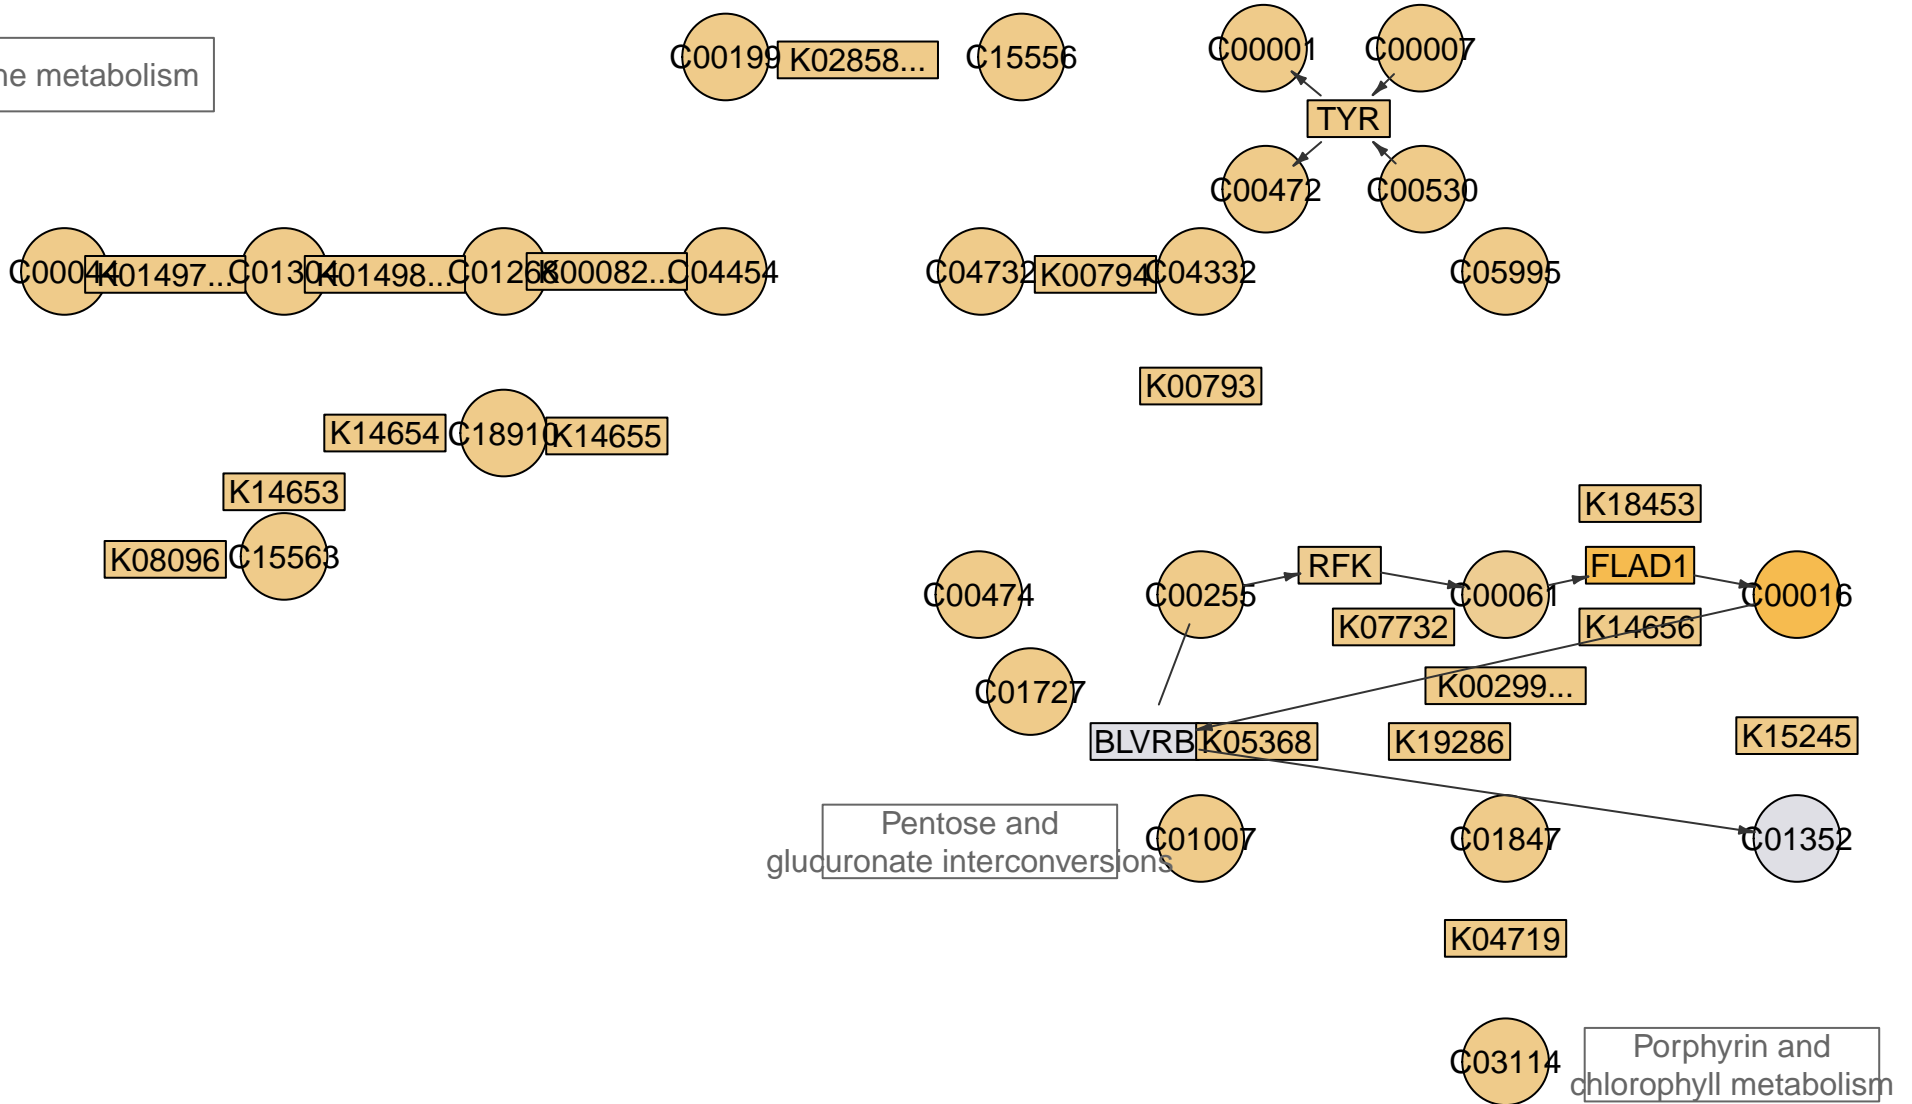 C00199
K02858...
C15556
C00001
C00007
ne metabolism
TYR
C00472
C00530
C00044
K01497...
C01304
K01498...
C01268
K00082...
C04454
C04732
K00794
C04332
C05995
K00793
K14654
C18910
K14655
K14653
K18453
K08096
C15563
RFK
FLAD1
C00474
C00255
C00061
C00016
K07732
K14656
C01727
K00299...
BLVRB
K05368
K19286
K15245
Pentose and
glucuronate interconversions
C01007
C01847
C01352
K04719
C03114
Porphyrin and
chlorophyll metabolism